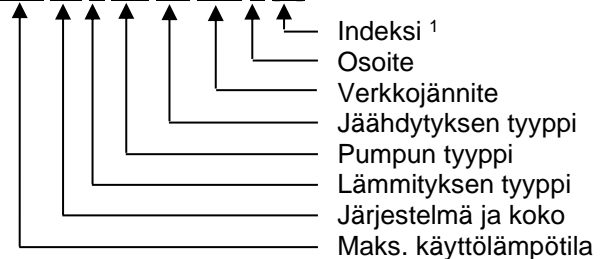 Indeksi 1
Osoite
Verkkojännite
Jäähdytyksen tyyppi
Pumpun tyyppi
Lämmityksen tyyppi
Järjestelmä ja koko
Maks. käyttölämpötila